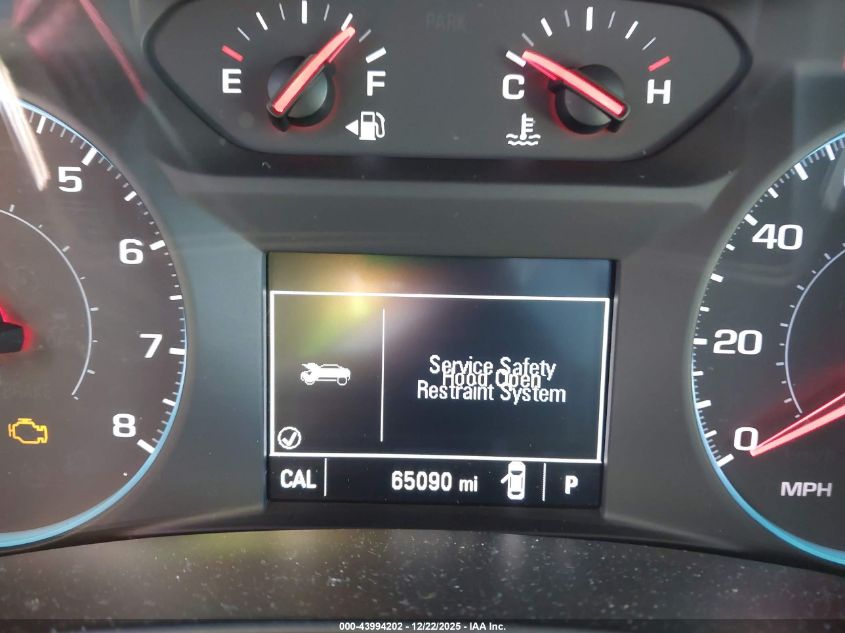 PARK
E F C H
5
6
7
8
40
20
0
MPH
Service Safety
Hood Open
Restraint System
CAL 65090 mi P
000-43994202 - 12/22/2025 - IAA Inc.